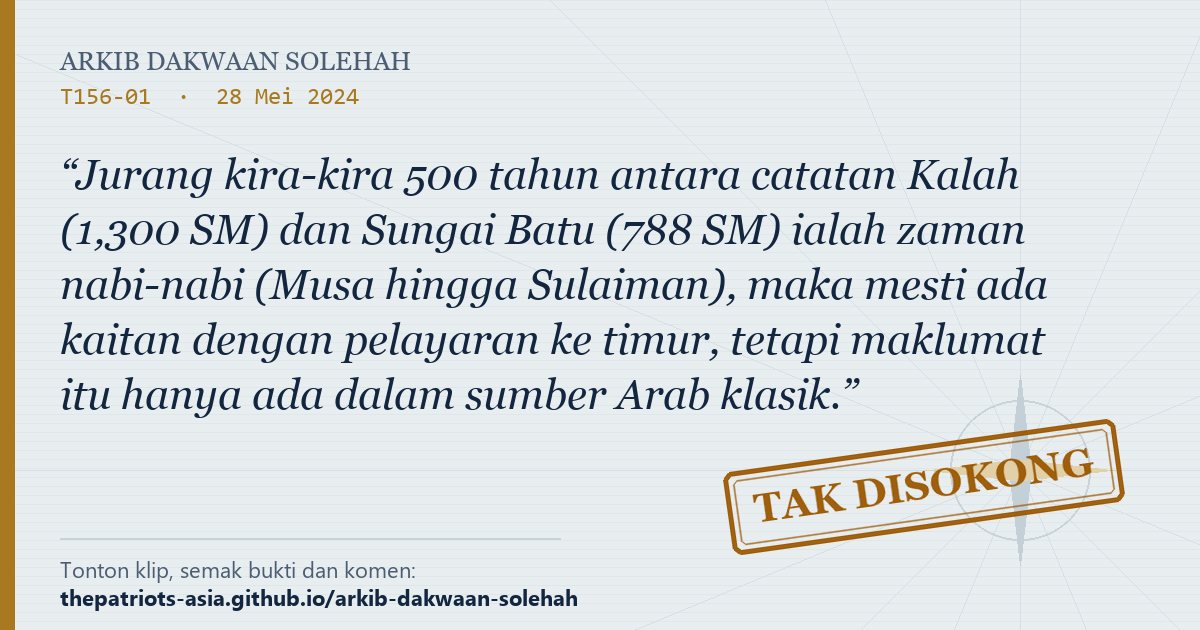 ARKIB DAKWAAN SOLEHAH
T156-01 · 28 Mei 2024
“Jurang kira-kira 500 tahun antara catatan Kalah
(1,300 SM) dan Sungai Batu (788 SM) ialah zaman
nabi-nabi (Musa hingga Sulaiman), maka mesti ada
kaitan dengan pelayaran ke timur, tetapi maklumat
itu hanya ada dalam sumber Arab klasik.”
TAK DISOKONG
Tonton klip, semak bukti dan komen:
thepatriots-asia.github.io/arkib-dakwaan-solehah